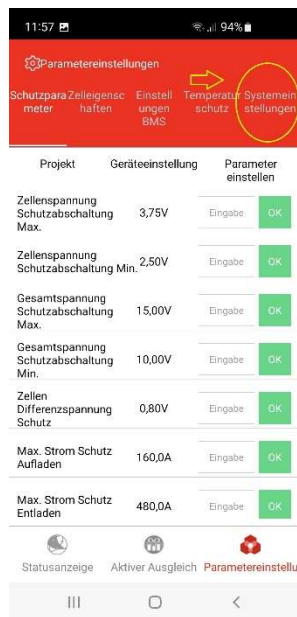 11:57 94%
Parametereinstellungen
Schutzpara Zelleigensc Einstell Temperatur Systemein
meter haften ungen schutz stellungen
BMS
Projekt Geräteeinstellung Parameter
einstellen
Zellenspannung
Schutzabschaltung 3,75V Eingabe OK
Max.
Zellenspannung
Schutzabschaltung Min. 2,50V Eingabe OK
Gesamtspannung
Schutzabschaltung 15,00V Eingabe OK
Max.
Gesamtspannung
Schutzabschaltung 10,00V Eingabe OK
Min.
Zellen
Differenzspannung 0,80V Eingabe OK
Schutz
Max. Strom Schutz
Aufladen 160,0A Eingabe OK
Max. Strom Schutz
Entladen 480,0A Eingabe OK
Statusanzeige Aktiver Ausgleich Parametereinstellu